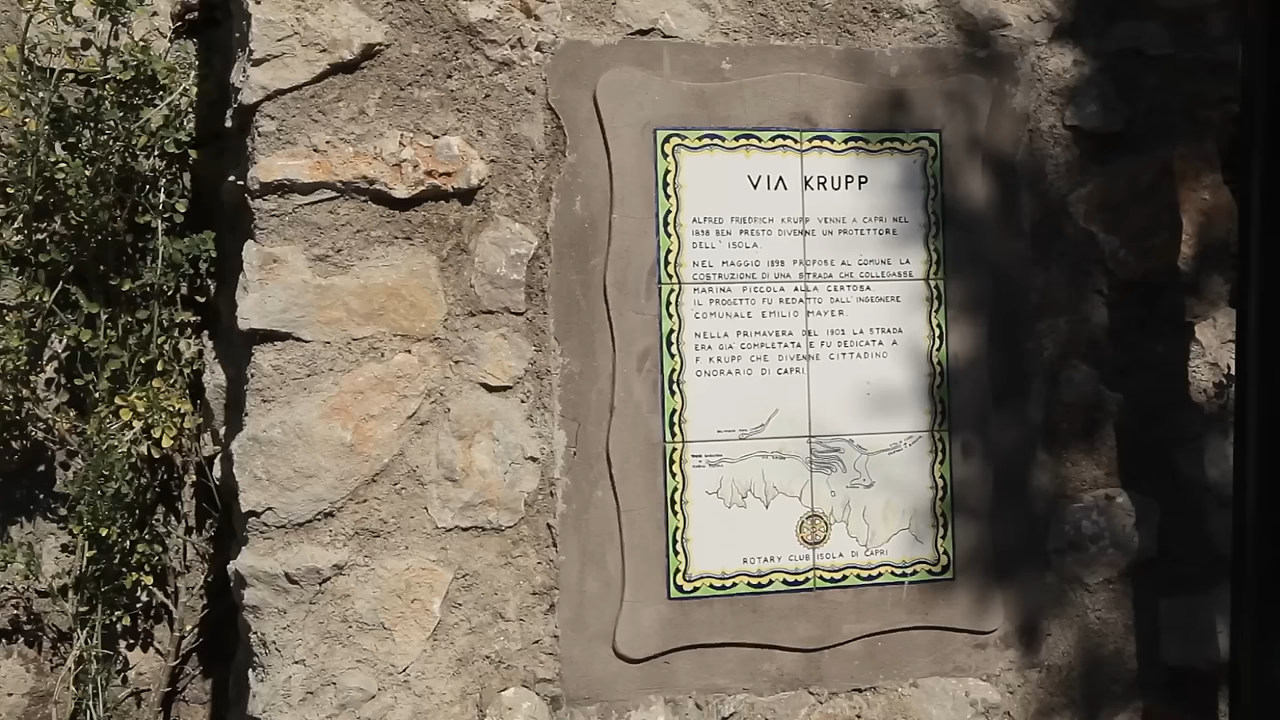 VIA KRUPP
ALFRED FRIEDRICH KRUPP VENNE A CAPRI NEL
1898 BEN PRESTO DIVENNE UN PROTETTORE
DELL' ISOLA.
NEL MAGGIO 1898 PROPOSE AL COMUNE LA
COSTRUZIONE DI UNA STRADA CHE COLLEGASSE
MARINA PICCOLA ALLA CERTOSA.
IL PROGETTO FU REDATTO DALL' INGEGNERE
COMUNALE EMILIO MAYER.
NELLA PRIMAVERA DEL 1902 LA STRADA
ERA GIA' COMPLETATA E FU DEDICATA A
F. KRUPP CHE DIVENNE CITTADINO
ONORARIO DI CAPRI.
ROTARY CLUB ISOLA DI CAPRI